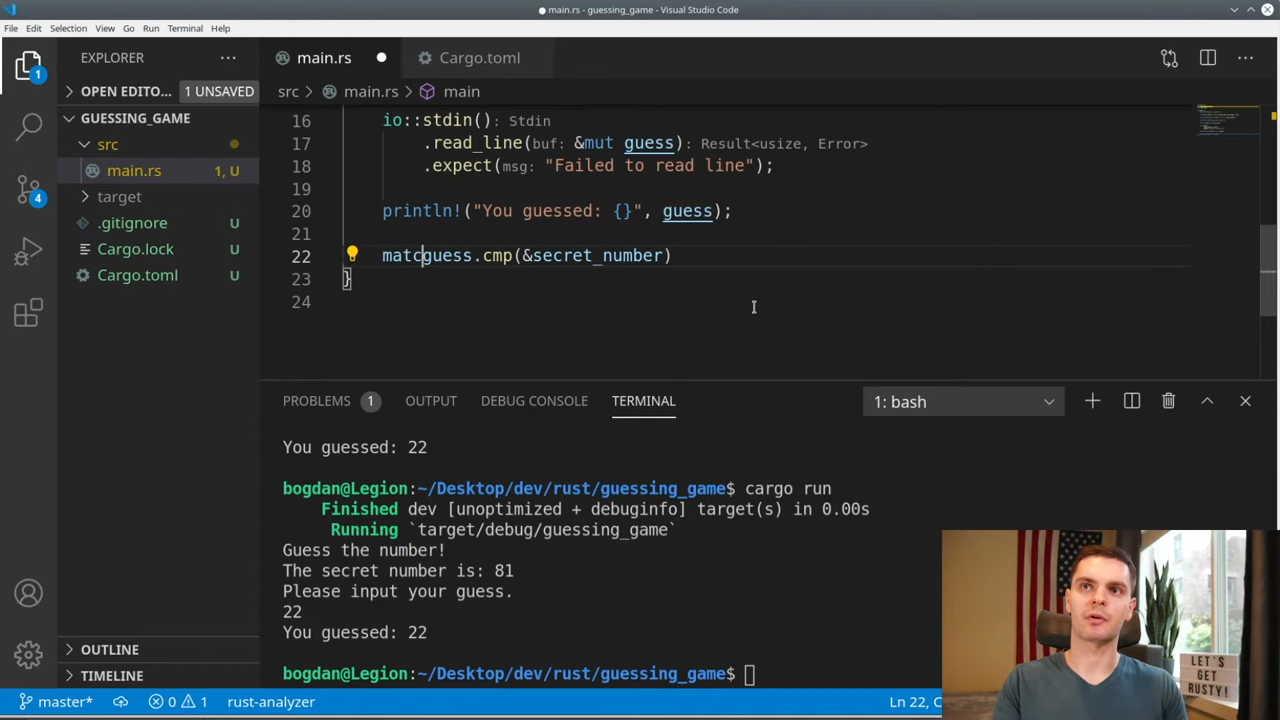 main.rs - guessing_game - Visual Studio Code
File Edit Selection View Go Run Terminal Help
EXPLORER
main.rs
Cargo.toml
1
OPEN EDITO... 1 UNSAVED
src > main.rs > main
GUESSING_GAME
src
main.rs 1, U
target
.gitignore U
Cargo.lock U
Cargo.toml U
4
16 io::stdin() Stdin
17 .read_line(buf: &mut guess): Result<usize, Error>
18 .expect(msg: "Failed to read line");
19
20 println!("You guessed: {}", guess);
21
22 matcguess.cmp(&secret_number)
23 }
24
PROBLEMS 1 OUTPUT DEBUG CONSOLE TERMINAL 1: bash
You guessed: 22
bogdan@Legion:~/Desktop/dev/rust/guessing_game$ cargo run
Finished dev [unoptimized + debuginfo] target(s) in 0.00s
Running `target/debug/guessing_game`
Guess the number!
The secret number is: 81
Please input your guess.
22
You guessed: 22
bogdan@Legion:~/Desktop/dev/rust/guessing_game$
OUTLINE
TIMELINE
master* 0 1 rust-analyzer Ln 22, C
LET'S
GET
RUSTY!